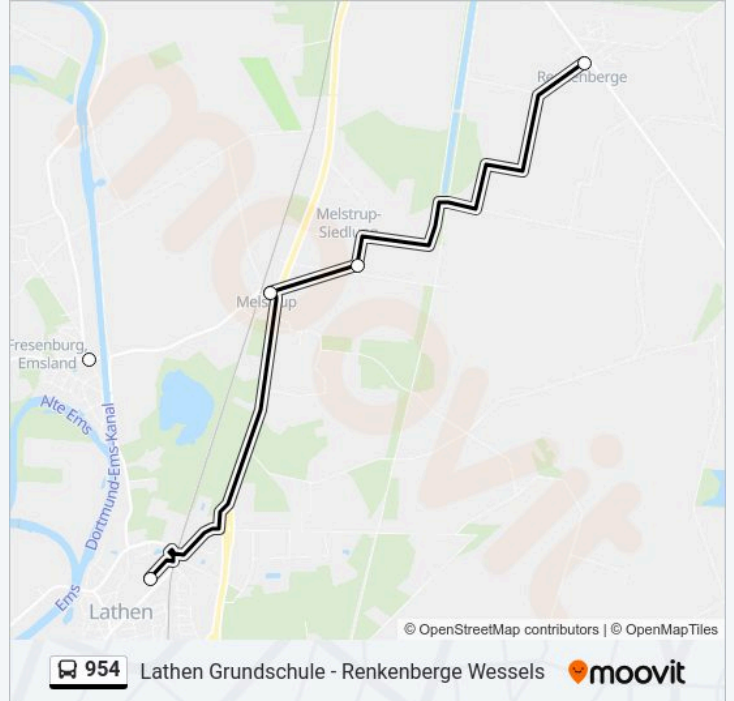 Renkenberge
Melstrup-
Siedlung
Melstrup
Fresenburg,
Emsland
Alte Ems
Dortmund-Ems-Kanal
Ems
Lathen
moovit
© OpenStreetMap contributors | © OpenMapTiles
954 Lathen Grundschule - Renkenberge Wessels moovit